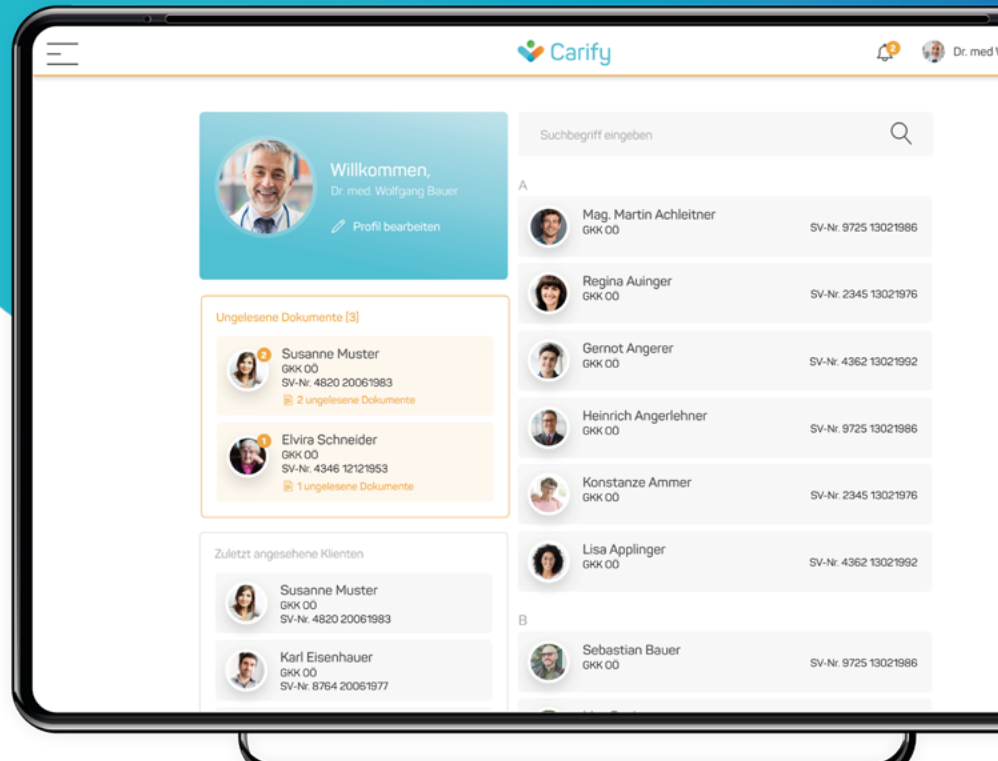 Carify
2
Dr. med
Willkommen,
Dr. med. Wolfgang Bauer
Profil bearbeiten
Ungelesene Dokumente (3)
2
Susanne Muster
GKK OÖ
SV-Nr. 4820 20061983
2 ungelesene Dokumente
1
Elvira Schneider
GKK OÖ
SV-Nr. 4346 12121953
1 ungelesene Dokumente
Zuletzt angesehene Klienten
Susanne Muster
GKK OÖ
SV-Nr. 4820 20061983
Karl Eisenhauer
GKK OÖ
SV-Nr. 8764 20061977
Suchbegriff eingeben
A
Mag. Martin Achleitner
GKK OÖ
SV-Nr. 9725 13021986
Regina Auinger
GKK OÖ
SV-Nr. 2345 13021976
Gernot Angerer
GKK OÖ
SV-Nr. 4362 13021992
Heinrich Angerlehner
GKK OÖ
SV-Nr. 9725 13021986
Konstanze Ammer
GKK OÖ
SV-Nr. 2345 13021976
Lisa Applinger
GKK OÖ
SV-Nr. 4362 13021992
B
Sebastian Bauer
GKK OÖ
SV-Nr. 9725 13021986